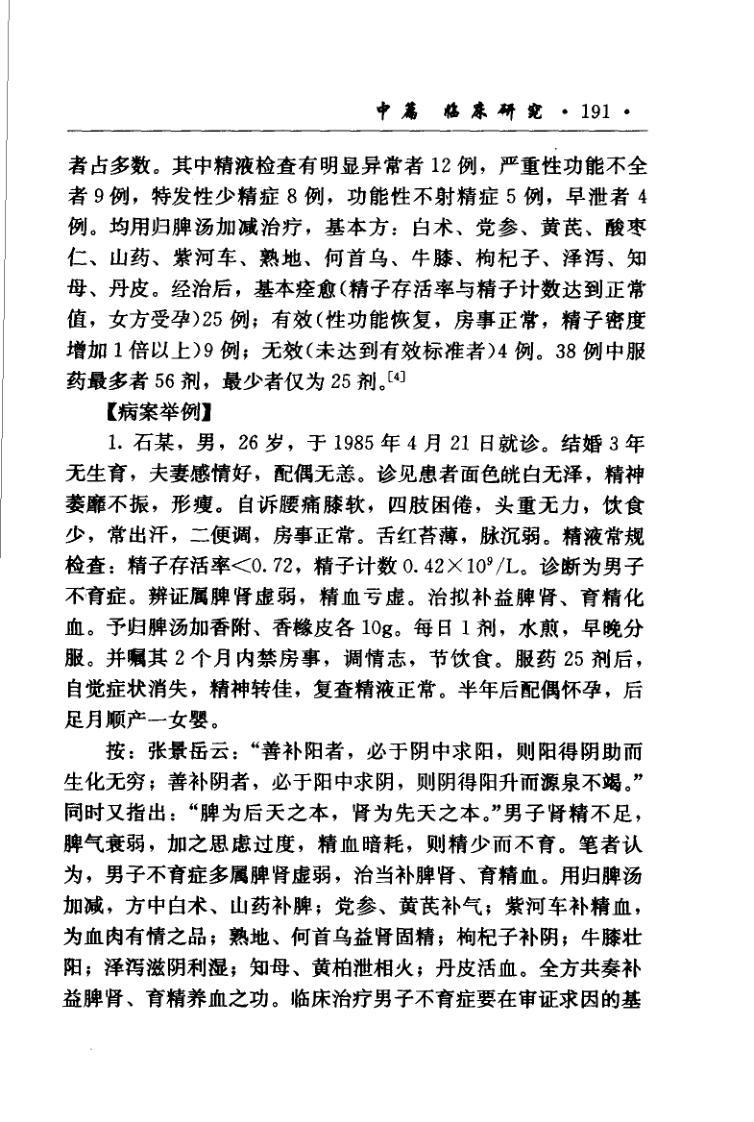 中篇 临床研究 · 191 ·
者占多数。其中精液检查有明显异常者 12 例，严重性功能不全
者 9 例，特发性少精症 8 例，功能性不射精症 5 例，早泄者 4
例。均用归脾汤加减治疗，基本方：白术、党参、黄芪、酸枣
仁、山药、紫河车、熟地、何首乌、牛膝、枸杞子、泽泻、知
母、丹皮。经治后，基本痊愈(精子存活率与精子计数达到正常
值，女方受孕)25 例；有效(性功能恢复，房事正常，精子密度
增加 1 倍以上)9 例；无效(未达到有效标准者)4 例。38 例中服
药最多者 56 剂，最少者仅为 25 剂。[4]
【病案举例】
1. 石某，男，26 岁，于 1985 年 4 月 21 日就诊。结婚 3 年
无生育，夫妻感情好，配偶无恙。诊见患者面色㿠白无泽，精神
萎靡不振，形瘦。自诉腰痛膝软，四肢困倦，头重无力，饮食
少，常出汗，二便调，房事正常。舌红苔薄，脉沉弱。精液常规
检查：精子存活率<0.72，精子计数 0.42×10⁹/L。诊断为男子
不育症。辨证属脾肾虚弱，精血亏虚。治拟补益脾肾、育精化
血。予归脾汤加香附、香橼皮各 10g。每日 1 剂，水煎，早晚分
服。并嘱其 2 个月内禁房事，调情志，节饮食。服药 25 剂后，
自觉症状消失，精神转佳，复查精液正常。半年后配偶怀孕，后
足月顺产一女婴。
按：张景岳云：“善补阳者，必于阴中求阳，则阳得阴助而
生化无穷；善补阴者，必于阳中求阴，则阴得阳升而源泉不竭。”
同时又指出：“脾为后天之本，肾为先天之本。”男子肾精不足，
脾气衰弱，加之思虑过度，精血暗耗，则精少而不育。笔者认
为，男子不育症多属脾肾虚弱，治当补脾肾、育精血。用归脾汤
加减，方中白术、山药补脾；党参、黄芪补气；紫河车补精血，
为血肉有情之品；熟地、何首乌益肾固精；枸杞子补阴；牛膝壮
阳；泽泻滋阴利湿；知母、黄柏泄相火；丹皮活血。全方共奏补
益脾肾、育精养血之功。临床治疗男子不育症要在审证求因的基